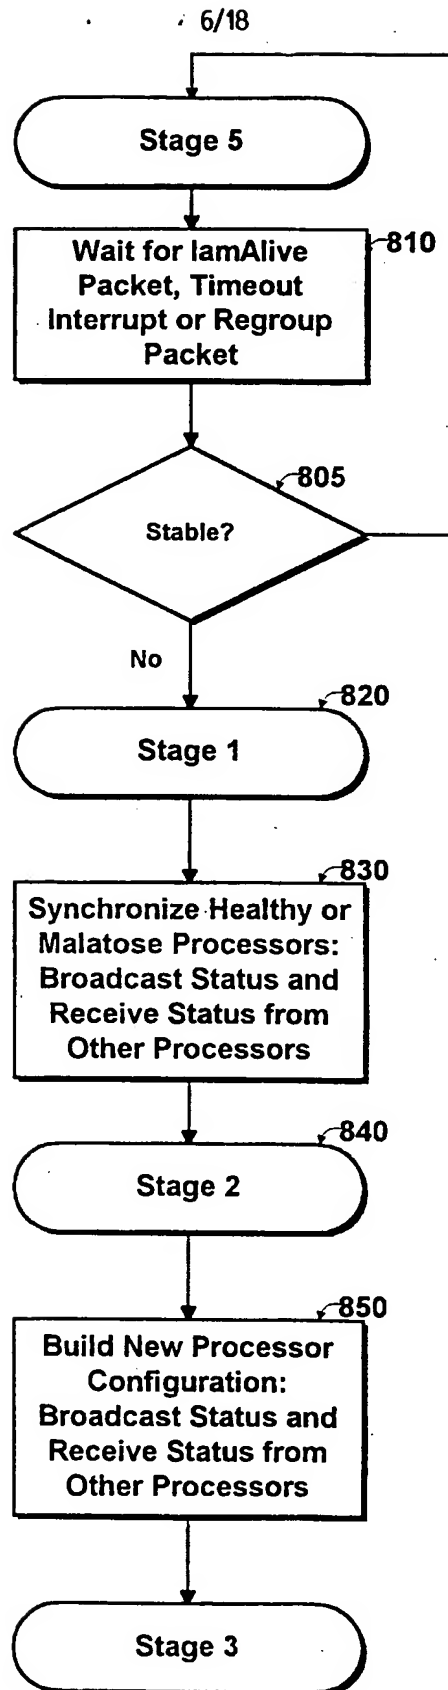 6/18
Stage 5
810
Wait for IamAlive
Packet, Timeout
Interrupt or Regroup
Packet
805
Stable?
No
820
Stage 1
830
Synchronize Healthy or
Malatose Processors:
Broadcast Status and
Receive Status from
Other Processors
840
Stage 2
850
Build New Processor
Configuration:
Broadcast Status and
Receive Status from
Other Processors
Stage 3